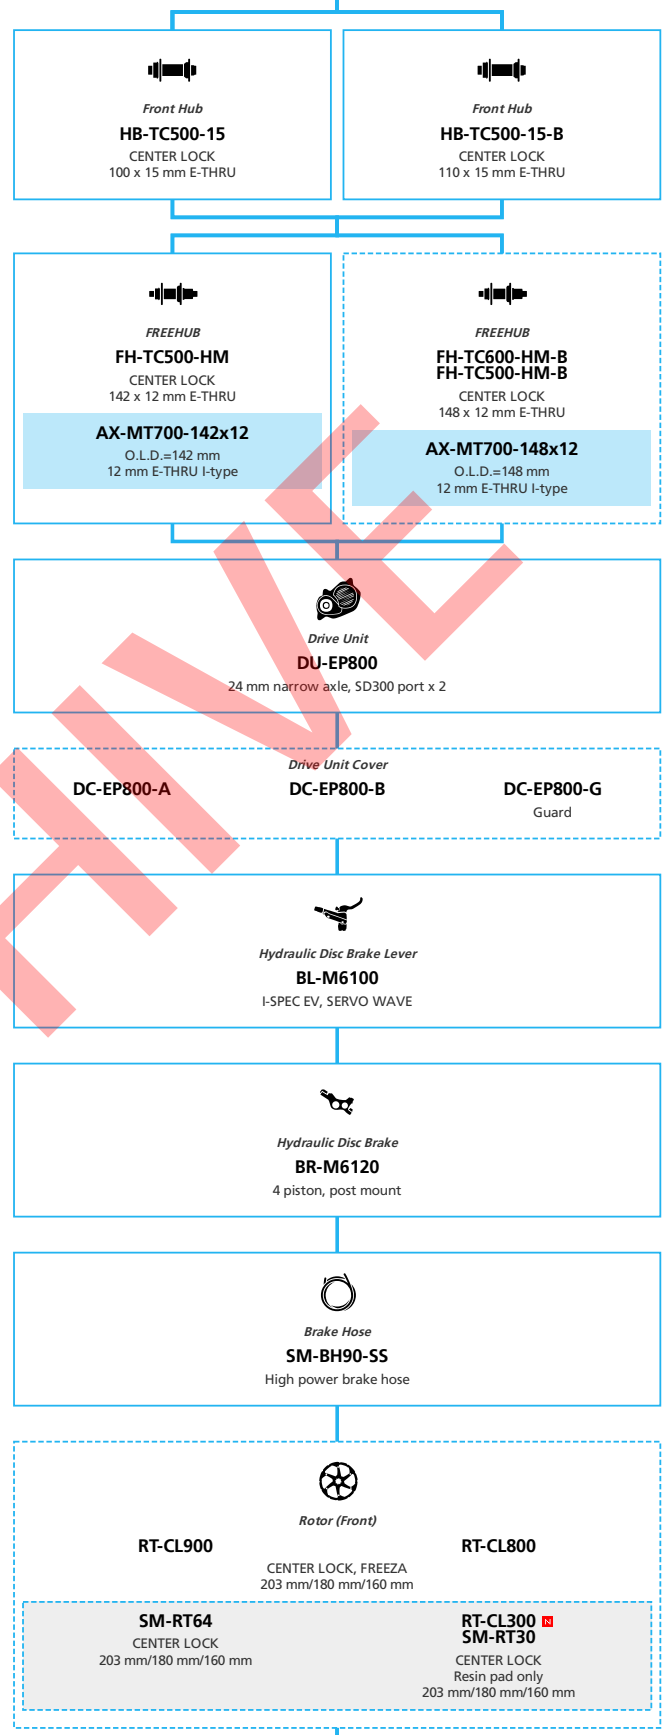 Front Hub
HB-TC500-15
CENTER LOCK
100 x 15 mm E-THRU
Front Hub
HB-TC500-15-B
CENTER LOCK
110 x 15 mm E-THRU
FREEHUB
FH-TC500-HM
CENTER LOCK
142 x 12 mm E-THRU
AX-MT700-142x12
O.L.D.=142 mm
12 mm E-THRU I-type
FREEHUB
FH-TC600-HM-B
FH-TC500-HM-B
CENTER LOCK
148 x 12 mm E-THRU
AX-MT700-148x12
O.L.D.=148 mm
12 mm E-THRU I-type
Drive Unit
DU-EP800
24 mm narrow axle, SD300 port x 2
Drive Unit Cover
DC-EP800-A
DC-EP800-B
DC-EP800-G
Guard
Hydraulic Disc Brake Lever
BL-M6100
I-SPEC EV, SERVO WAVE
Hydraulic Disc Brake
BR-M6120
4 piston, post mount
Brake Hose
SM-BH90-SS
High power brake hose
Rotor (Front)
RT-CL900
RT-CL800
CENTER LOCK, FREEZA
203 mm/180 mm/160 mm
SM-RT64
CENTER LOCK
203 mm/180 mm/160 mm
RT-CL300 N
SM-RT30
CENTER LOCK
Resin pad only
203 mm/180 mm/160 mm
HIVE